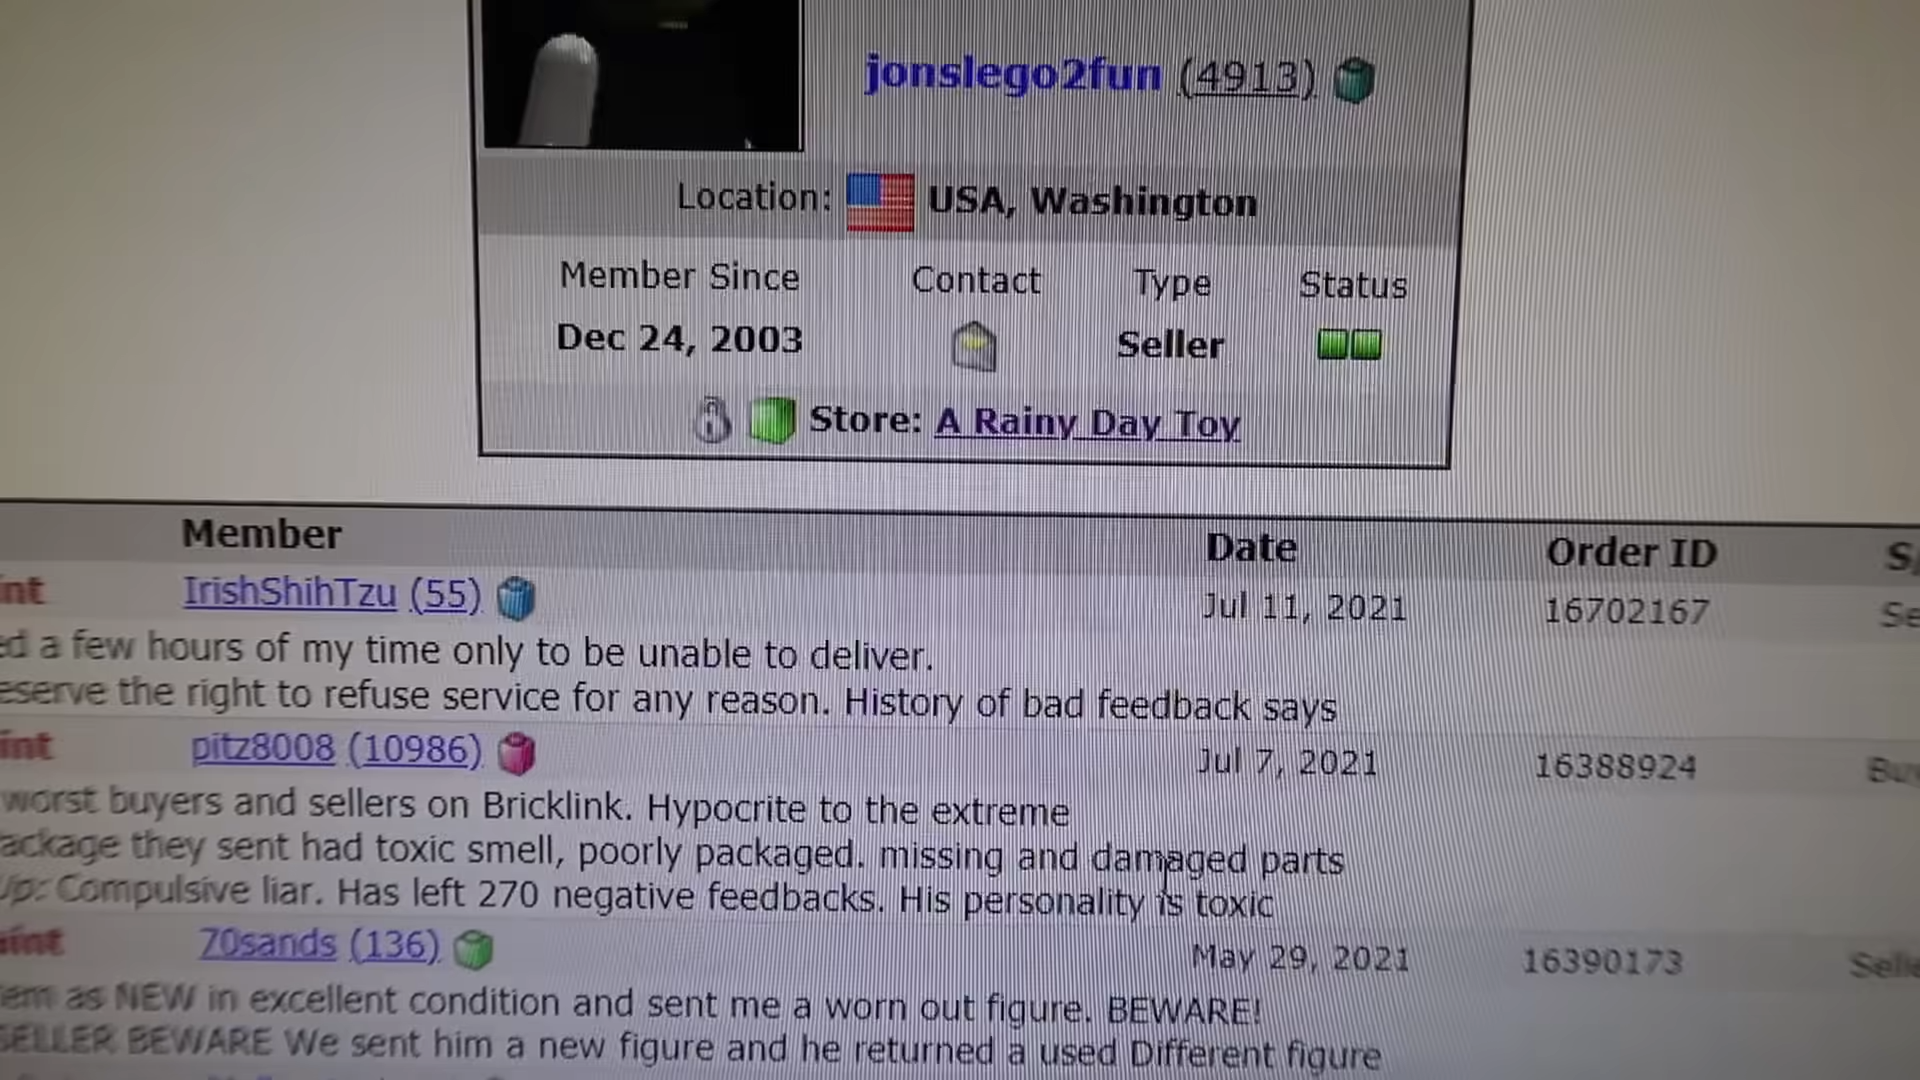 jonslego2fun (4913)
Location: USA, Washington
Member Since Contact Type Status
Dec 24, 2003 Seller
Store: A Rainy Day Toy
Member Date Order ID
IrishShihTzu (55) Jul 11, 2021 16702167
a few hours of my time only to be unable to deliver.
the right to refuse service for any reason. History of bad feedback says
pitz8008 (10986) Jul 7, 2021 16388924
worst buyers and sellers on Bricklink. Hypocrite to the extreme
they sent had toxic smell, poorly packaged. missing and damaged parts
Compulsive liar. Has left 270 negative feedbacks. His personality is toxic
70sands (136) May 29, 2021 16390173
as NEW in excellent condition and sent me a worn out figure. BEWARE!
SELLER BEWARE We sent him a new figure and he returned a used Different figure